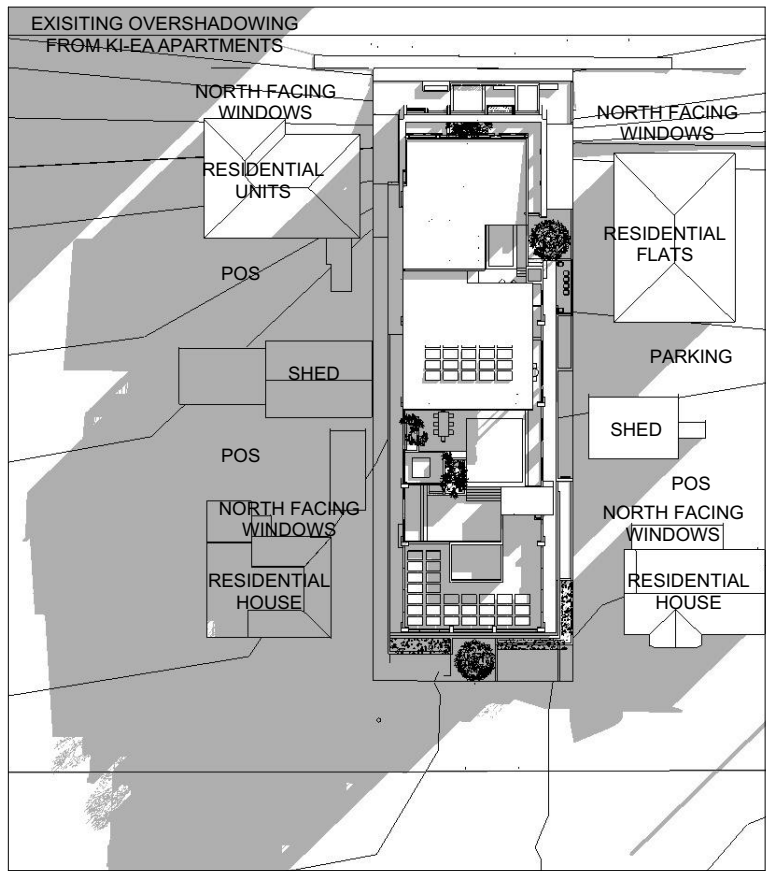 EXISITING OVERSHADOWING
FROM KI-EA APARTMENTS
NORTH FACING
WINDOWS
NORTH FACING
WINDOWS
RESIDENTIAL
UNITS
RESIDENTIAL
FLATS
POS
PARKING
SHED
SHED
POS
POS
NORTH FACING
WINDOWS
NORTH FACING
WINDOWS
RESIDENTIAL
HOUSE
RESIDENTIAL
HOUSE